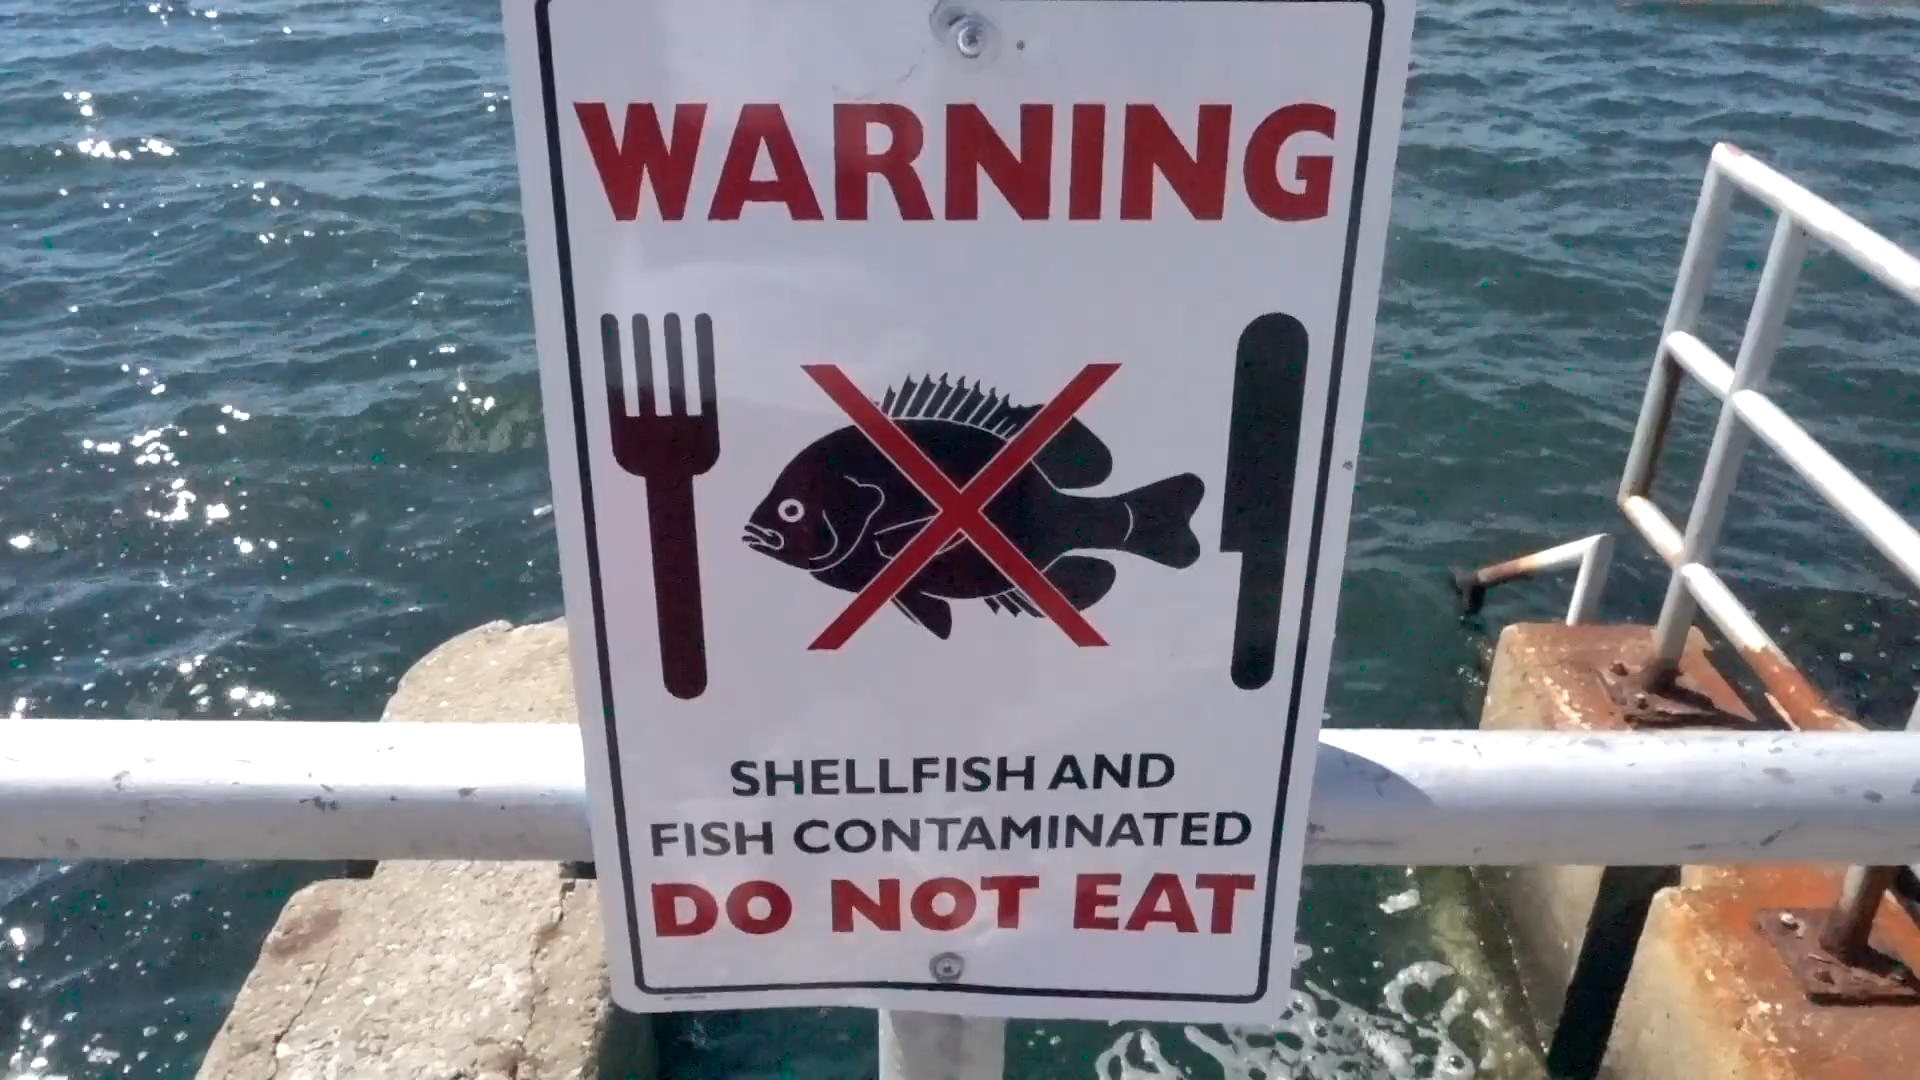 WARNING
SHELLFISH AND
FISH CONTAMINATED
DO NOT EAT